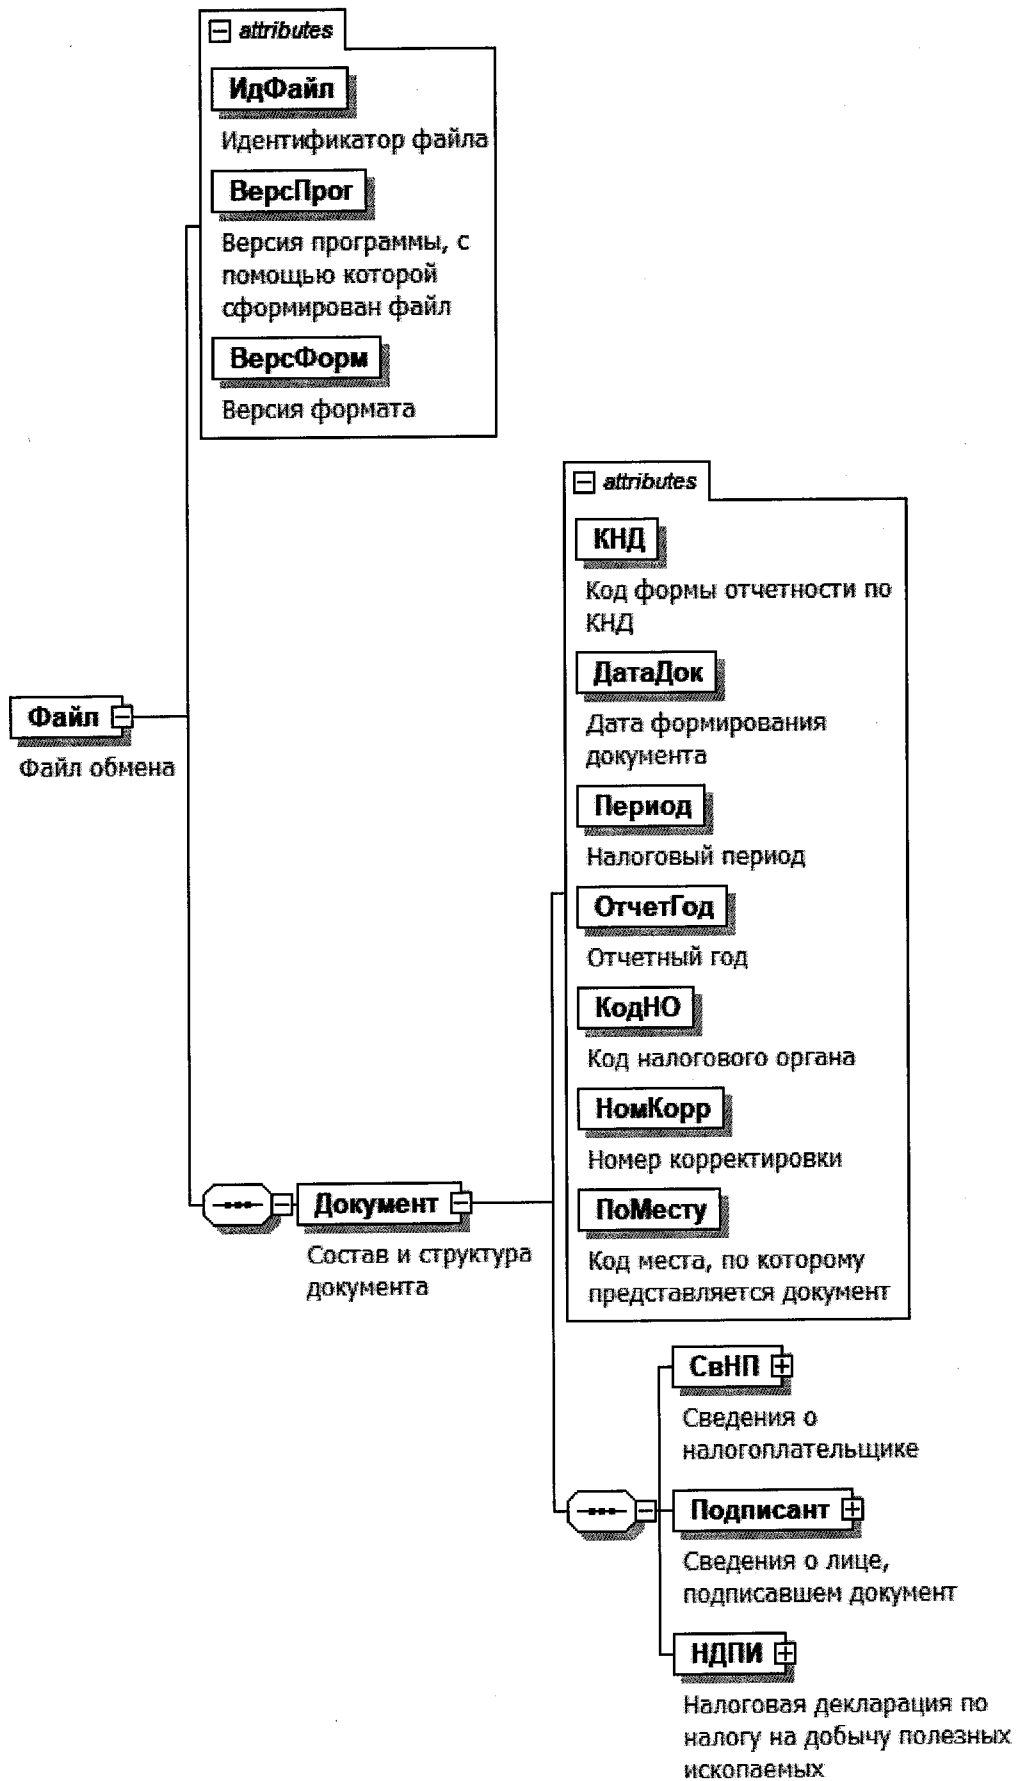 attributes
ИдФайл
Идентификатор файла
ВерсПрог
Версия программы, с
помощью которой
сформирован файл
ВерсФорм
Версия формата
attributes
КНД
Код формы отчетности по
КНД
ДатаДок
Дата формирования
документа
Период
Налоговый период
ОтчетГод
Отчетный год
КодНО
Код налогового органа
НомКорр
Номер корректировки
ПоМесту
Код места, по которому
представляется документ
Файл
Файл обмена
Документ
Состав и структура
документа
СвНП
Сведения о
налогоплательщике
Подписант
Сведения о лице,
подписавшем документ
НДПИ
Налоговая декларация по
налогу на добычу полезных
ископаемых